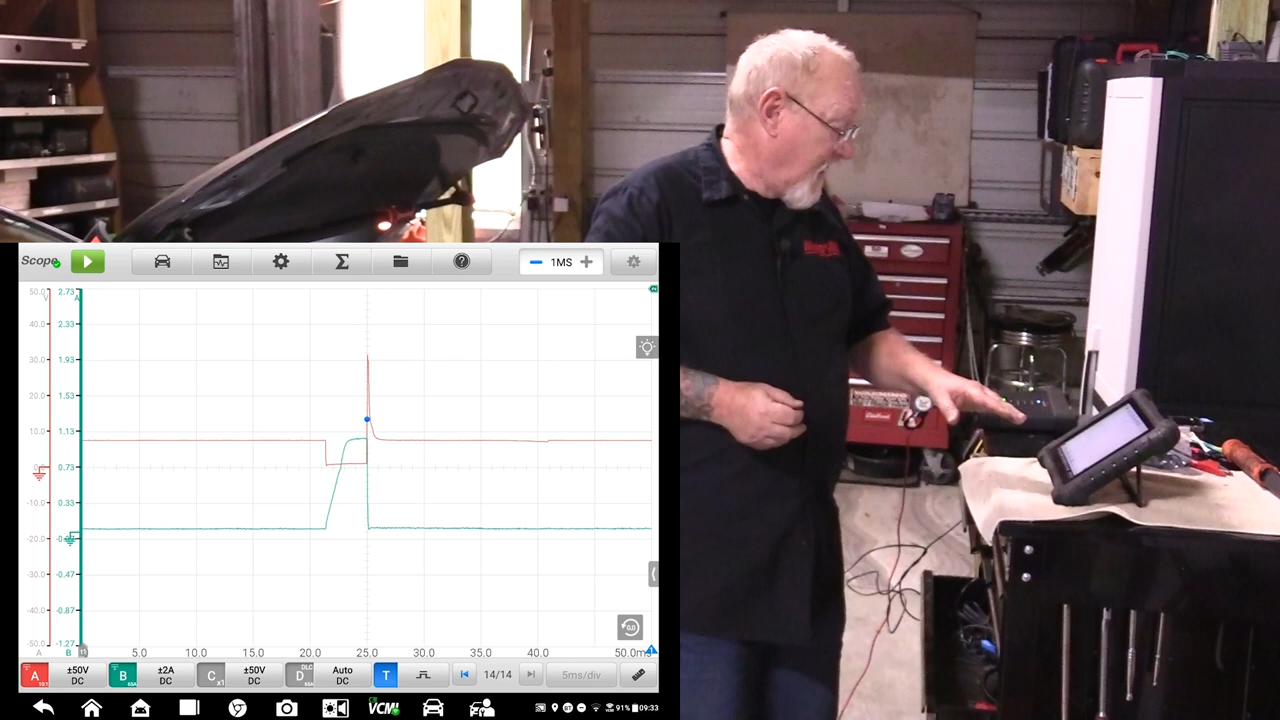 Scope
1MS
50.0 2.73
V A
40.0 2.33
30.0 1.93
20.0 1.53
10.0 1.13
0.73
-10.0 0.33
-20.0
-30.0 -0.47
-40.0 -0.87
-50.0 -1.27
A B 5.0 10.0 15.0 20.0 25.0 30.0 35.0 40.0 50.0ms
A ±50V DC B ±2A DC C X1 ±50V DC D DLC Auto DC T 14/14 5ms/div
VCMI 91% 09:33